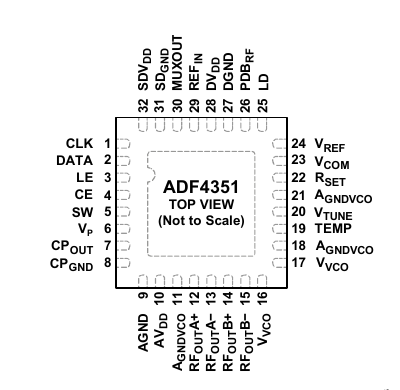 32 SDVDD
31 SDGND
30 MUXOUT
29 REFIN
28 DVDD
27 DGND
26 PDBRF
25 LD
CLK 1
DATA 2
LE 3
CE 4
SW 5
VP 6
CPOUT 7
CPGND 8
ADF4351
TOP VIEW
(Not to Scale)
24 VREF
23 VCOM
22 RSET
21 AGNDVCO
20 VTUNE
19 TEMP
18 AGNDVCO
17 VVCO
AGND 9
AVDD 10
AGNDVCO 11
RFOUTA+ 12
RFOUTA− 13
RFOUTB+ 14
RFOUTB− 15
VVCO 16